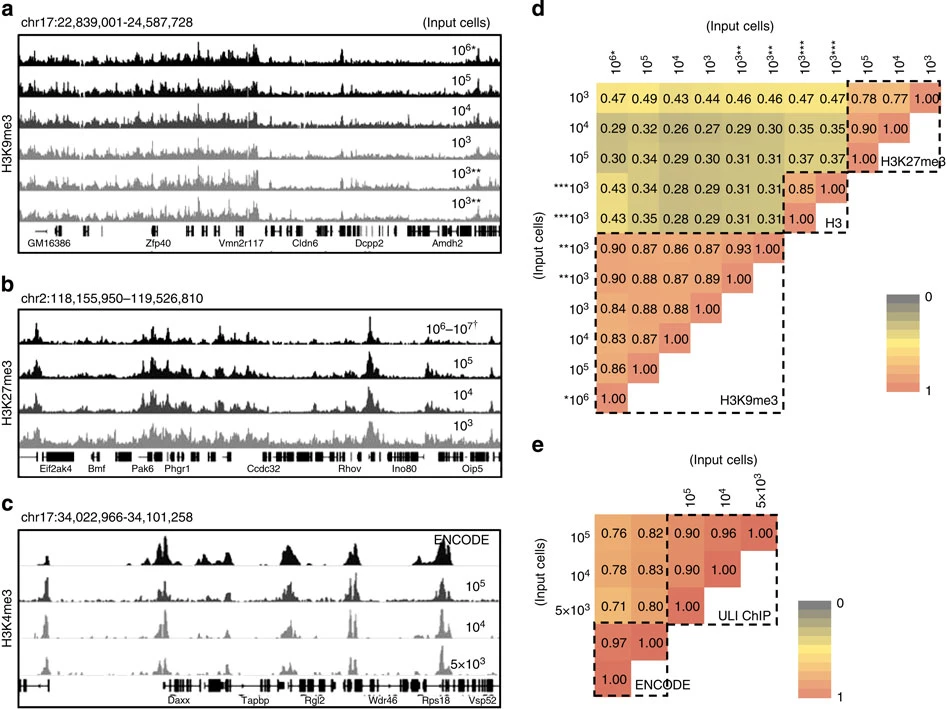 a
chr17:22,839,001-24,587,728
(Input cells)
H3K9me3
10⁶*
10⁵
10⁴
10³
10³**
10³**
GM16386 Zfp40 Vmn2r117 Cldn6 Dcpp2 Amdh2
b
chr2:118,155,950–119,526,810
H3K27me3
10⁶–10⁷†
10⁵
10⁴
10³
Eif2ak4 Bmf Pak6 Phgr1 Ccdc32 Rhov Ino80 Oip5
c
chr17:34,022,966-34,101,258
H3K4me3
ENCODE
10⁵
10⁴
5×10³
Daxx Tapbp Rgl2 Wdr46 Rps18 Vsp52
d
(Input cells)
10⁶* 10⁵ 10⁴ 10³ 10³** 10³** 10³*** 10³*** 10⁵ 10⁴ 10³
(Input cells)
10³ 0.47 0.49 0.43 0.44 0.46 0.46 0.47 0.47 0.78 0.77 1.00
10⁴ 0.29 0.32 0.26 0.27 0.29 0.30 0.35 0.35 0.90 1.00
10⁵ 0.30 0.34 0.29 0.30 0.31 0.31 0.37 0.37 1.00 H3K27me3
***10³ 0.43 0.34 0.28 0.29 0.31 0.31 0.85 1.00
***10³ 0.43 0.35 0.28 0.29 0.31 0.31 1.00 H3
**10³ 0.90 0.87 0.86 0.87 0.93 1.00
**10³ 0.90 0.88 0.87 0.89 1.00
10³ 0.84 0.88 0.88 1.00
10⁴ 0.83 0.87 1.00
10⁵ 0.86 1.00
*10⁶ 1.00 H3K9me3
0
1
e
(Input cells)
10⁵ 10⁴ 5×10³
(Input cells)
10⁵ 0.76 0.82 0.90 0.96 1.00
10⁴ 0.78 0.83 0.90 1.00
5×10³ 0.71 0.80 1.00 ULI ChIP
0.97 1.00
1.00 ENCODE
0
1